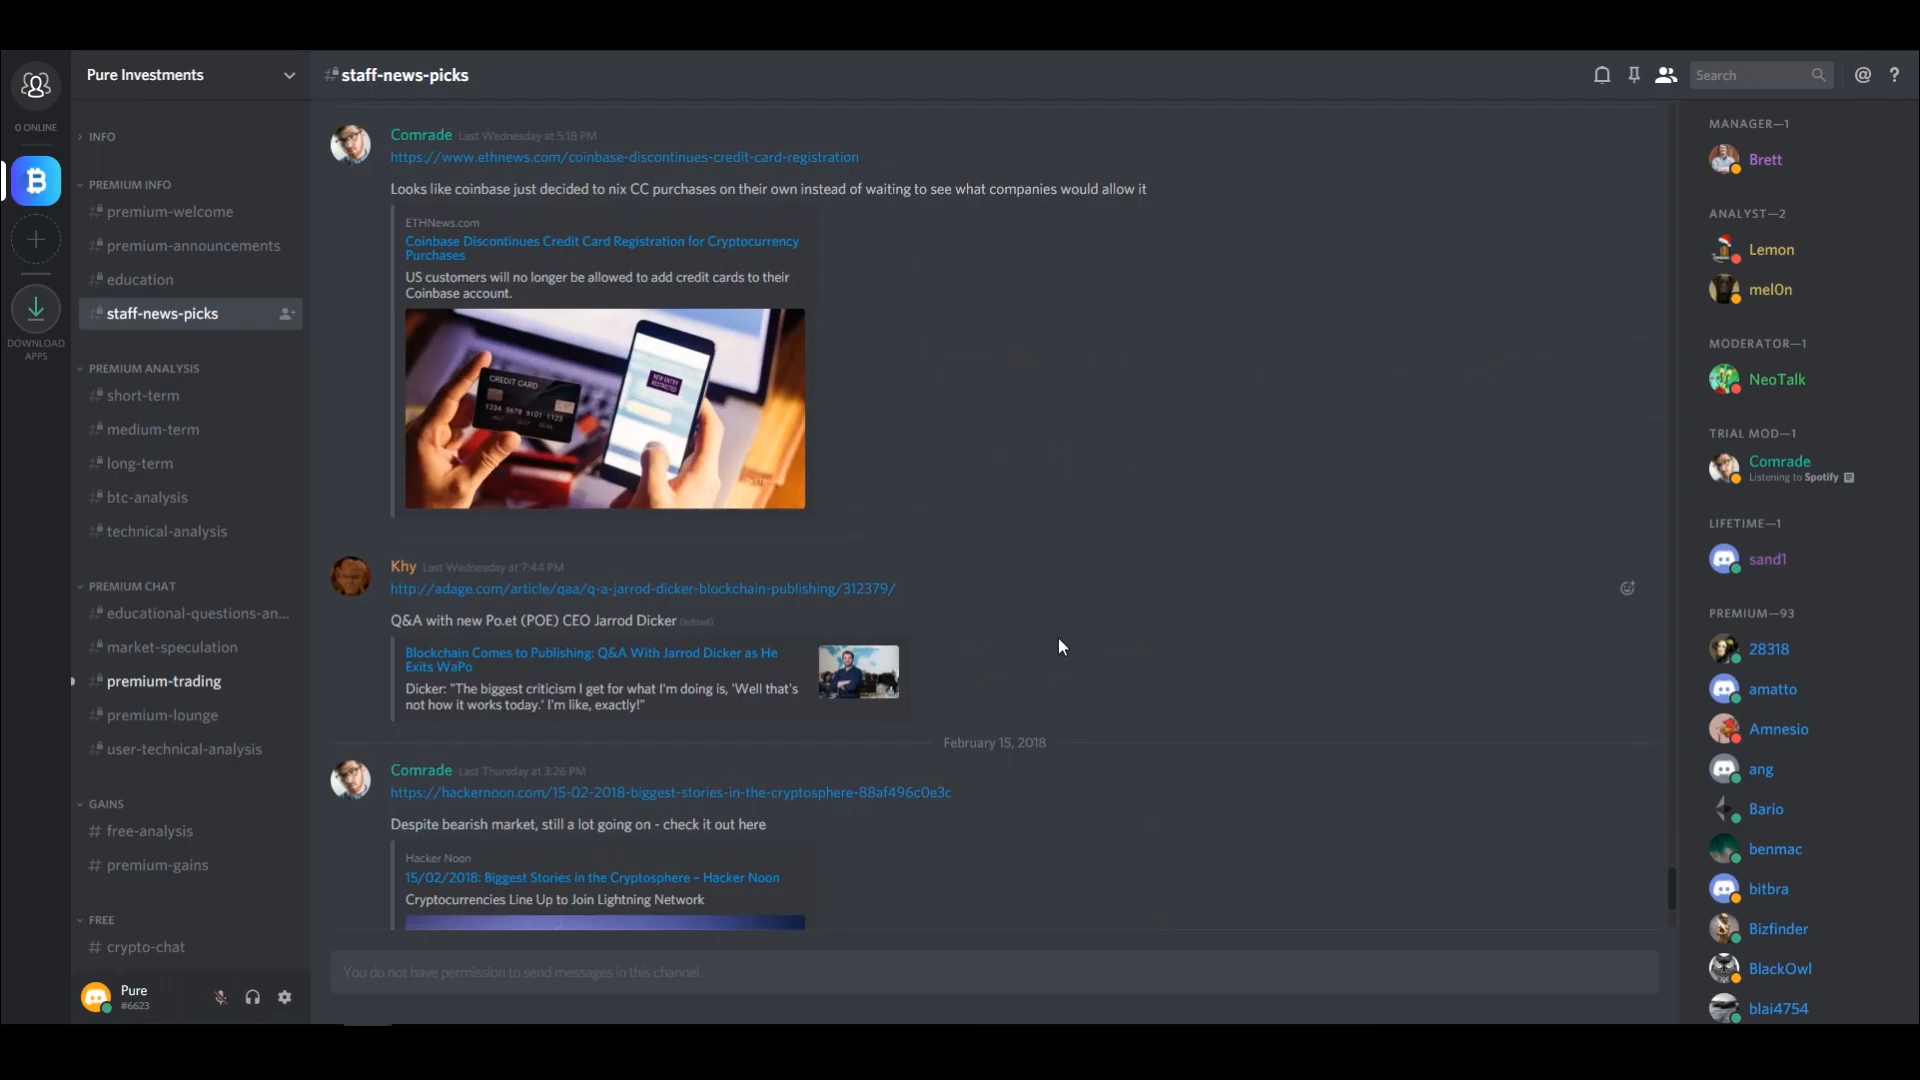 Pure Investments
staff-news-picks
Search
@
?
0 ONLINE
DOWNLOAD
APPS
INFO
PREMIUM INFO
premium-welcome
premium-announcements
education
staff-news-picks
PREMIUM ANALYSIS
short-term
medium-term
long-term
btc-analysis
technical-analysis
PREMIUM CHAT
educational-questions-an...
market-speculation
premium-trading
premium-lounge
user-technical-analysis
GAINS
# free-analysis
# premium-gains
FREE
# crypto-chat
Pure
#6623
Comrade Last Wednesday at 5:18 PM
https://www.ethnews.com/coinbase-discontinues-credit-card-registration
Looks like coinbase just decided to nix CC purchases on their own instead of waiting to see what companies would allow it
ETHNews.com
Coinbase Discontinues Credit Card Registration for Cryptocurrency
Purchases
US customers will no longer be allowed to add credit cards to their
Coinbase account.
CREDIT CARD
1234 5678 9101 1123
NEW ENTRY
RESTRICTED
Khy Last Wednesday at 7:44 PM
http://adage.com/article/qaa/q-a-jarrod-dicker-blockchain-publishing/312379/
Q&A with new Po.et (POE) CEO Jarrod Dicker (edited)
Blockchain Comes to Publishing: Q&A With Jarrod Dicker as He
Exits WaPo
Dicker: "The biggest criticism I get for what I'm doing is, 'Well that's
not how it works today.' I'm like, exactly!"
February 15, 2018
Comrade Last Thursday at 3:26 PM
https://hackernoon.com/15-02-2018-biggest-stories-in-the-cryptosphere-88af496c0e3c
Despite bearish market, still a lot going on - check it out here
Hacker Noon
15/02/2018: Biggest Stories in the Cryptosphere – Hacker Noon
Cryptocurrencies Line Up to Join Lightning Network
You do not have permission to send messages in this channel.
MANAGER—1
Brett
ANALYST—2
Lemon
mel0n
MODERATOR—1
NeoTalk
TRIAL MOD—1
Comrade
Listening to Spotify
LIFETIME—1
sand1
PREMIUM—93
28318
amatto
Amnesio
ang
Bario
benmac
bitbra
Bizfinder
BlackOwl
blai4754